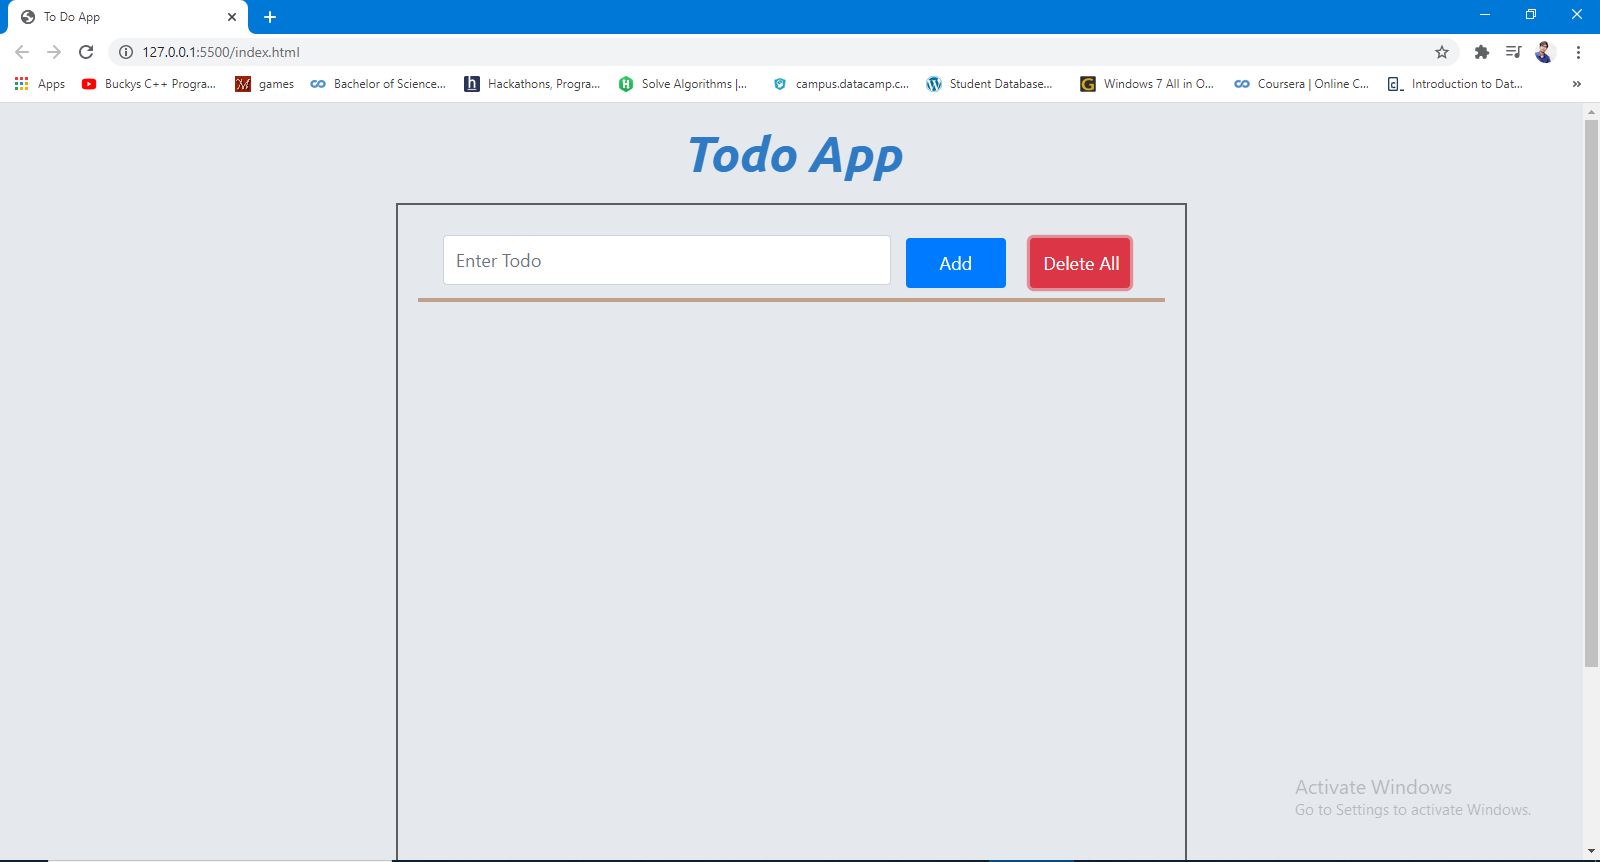 To Do App
127.0.0.1:5500/index.html
Apps Buckys C++ Progra... games Bachelor of Science... Hackathons, Progra... Solve Algorithms |... campus.datacamp.c... Student Database... Windows 7 All in O... Coursera | Online C... Introduction to Dat...
Todo App
Enter Todo Add Delete All
Activate Windows
Go to Settings to activate Windows.